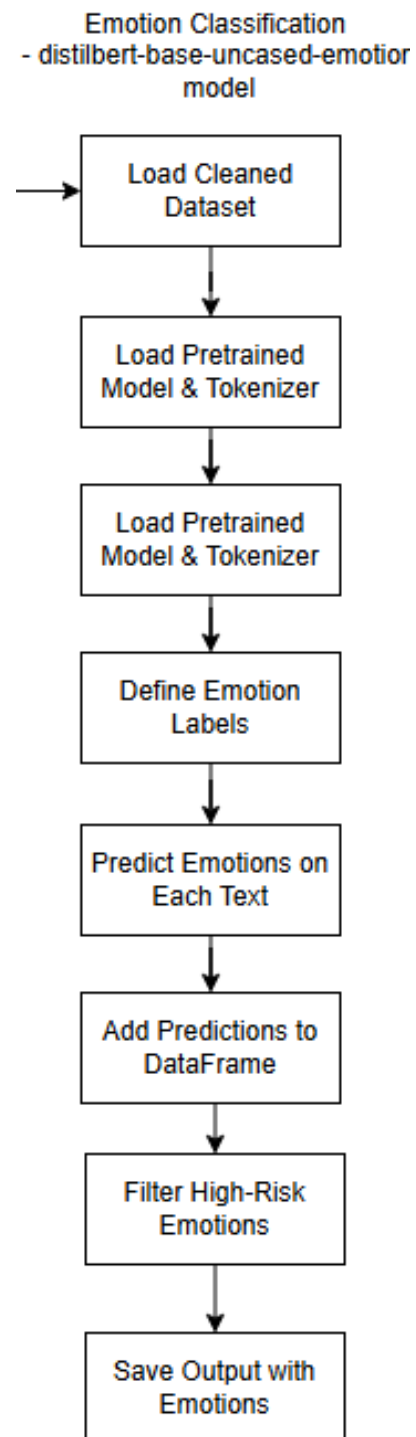 Emotion Classification
- distilbert-base-uncased-emotion
model
Load Cleaned
Dataset
Load Pretrained
Model & Tokenizer
Load Pretrained
Model & Tokenizer
Define Emotion
Labels
Predict Emotions on
Each Text
Add Predictions to
DataFrame
Filter High-Risk
Emotions
Save Output with
Emotions